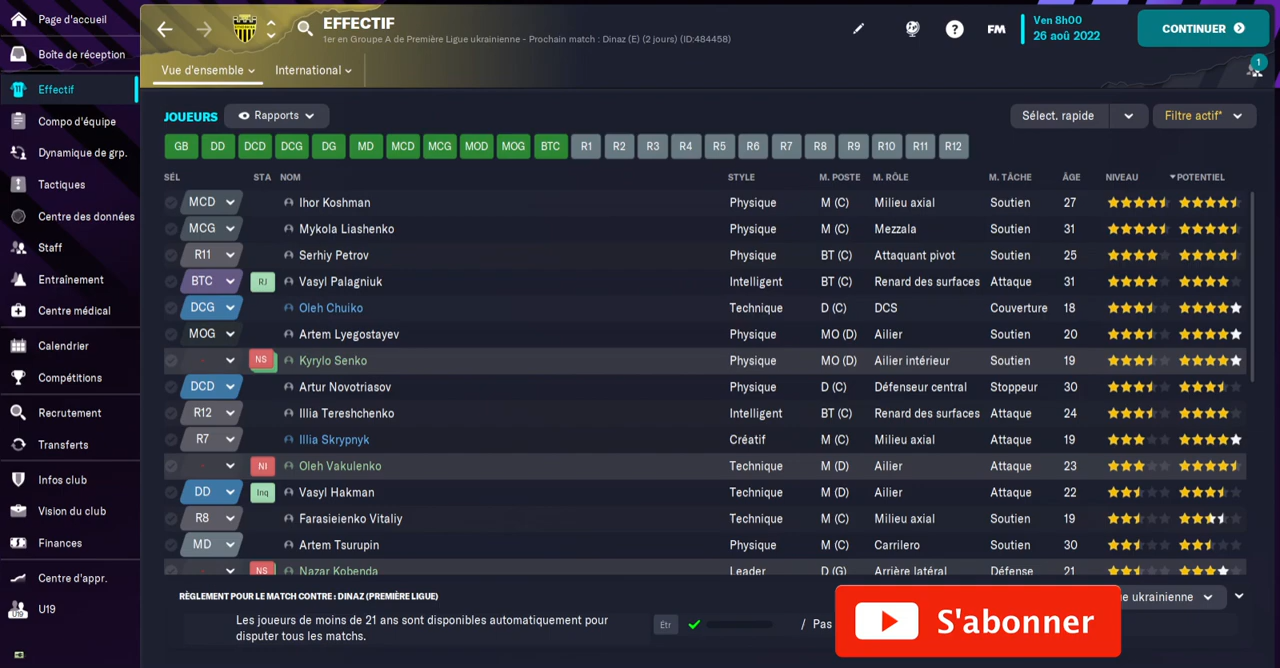 Page d'accueil
Boîte de réception
Effectif
Compo d'équipe
Dynamique de grp.
Tactiques
Centre des données
Staff
Entraînement
Centre médical
Calendrier
Compétitions
Recrutement
Transferts
Infos club
Vision du club
Finances
Centre d'appr.
U19
U19
EFFECTIF
1er en Groupe A de Première Ligue ukrainienne - Prochain match : Dinaz (E) (2 jours) (ID:484458)
? FM Ven 8h00
26 aoû 2022
CONTINUER
Vue d'ensemble International 1
JOUEURS Rapports Sélect. rapide Filtre actif*
GB DD DCD DCG DG MD MCD MCG MOD MOG BTC R1 R2 R3 R4 R5 R6 R7 R8 R9 R10 R11 R12
SÉL STA NOM STYLE M. POSTE M. RÔLE M. TÂCHE ÂGE NIVEAU POTENTIEL
MCD Ihor Koshman Physique M (C) Milieu axial Soutien 27
MCG Mykola Liashenko Physique M (C) Mezzala Soutien 31
R11 Serhiy Petrov Physique BT (C) Attaquant pivot Soutien 25
BTC RJ Vasyl Palagniuk Intelligent BT (C) Renard des surfaces Attaque 31
DCG Oleh Chuiko Technique D (C) DCS Couverture 18
MOG Artem Lyegostayev Physique MO (D) Ailier Soutien 20
- NS Kyrylo Senko Physique MO (D) Ailier intérieur Soutien 19
DCD Artur Novotriasov Physique D (C) Défenseur central Stoppeur 30
R12 Illia Tereshchenko Intelligent BT (C) Renard des surfaces Attaque 24
R7 Illia Skrypnyk Créatif M (C) Milieu axial Attaque 19
- NI Oleh Vakulenko Technique M (D) Ailier Attaque 23
DD Inq Vasyl Hakman Technique M (D) Ailier Attaque 22
R8 Farasieienko Vitaliy Technique M (C) Milieu axial Soutien 19
MD Artem Tsurupin Physique M (C) Carrilero Soutien 30
- NS Nazar Kobenda Leader D (G) Arrière latéral Défense 21
RÈGLEMENT POUR LE MATCH CONTRE : DINAZ (PREMIÈRE LIGUE) ue ukrainienne
Les joueurs de moins de 21 ans sont disponibles automatiquement pour
disputer tous les matchs.
Étr / Pas
S'abonner